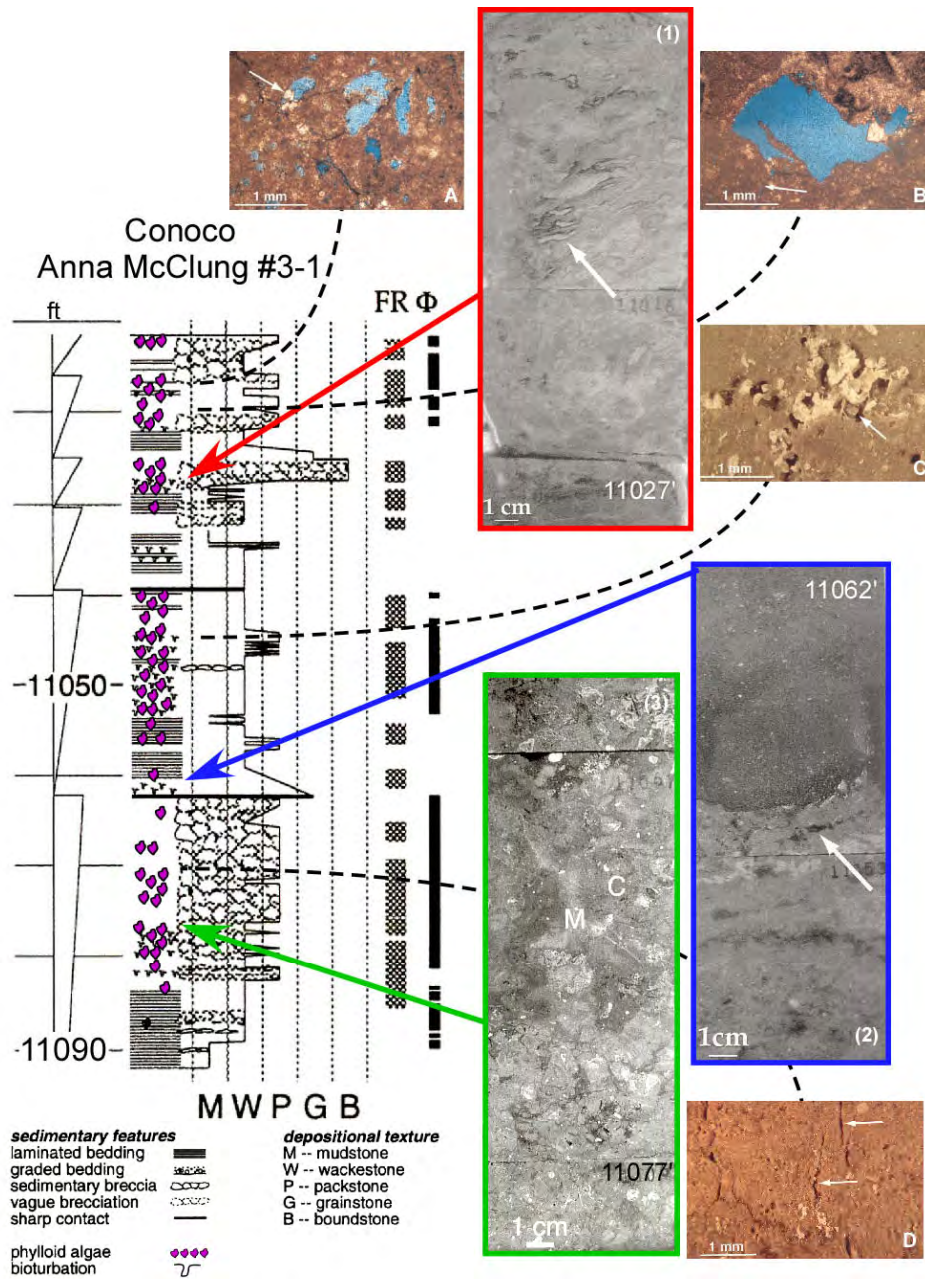 (1)
A
1 mm
B
1 mm
Conoco
Anna McClung #3-1
ft
FR Φ
11016
11027'
1 cm
C
1 mm
11062'
(3)
-11050-
C
M
1163
(2)
1cm
-11090-
M W P G B
11077'
1 cm
D
1 mm
sedimentary features
laminated bedding
graded bedding
sedimentary breccia
vague brecciation
sharp contact
phylloid algae
bioturbation
depositional texture
M -- mudstone
W -- wackestone
P -- packstone
G -- grainstone
B -- boundstone